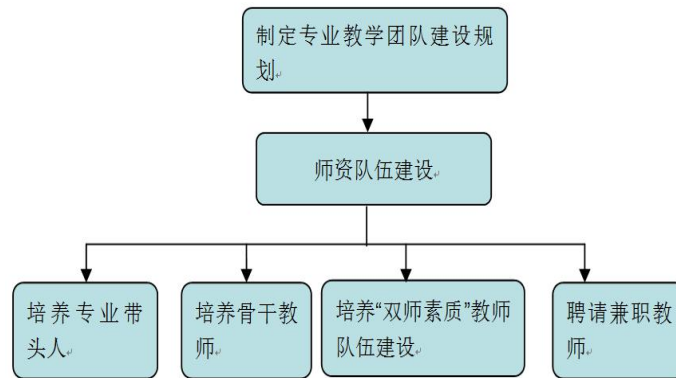 制定专业教学团队建设规
划
师资队伍建设
培养专业带
头人
培养骨干教
师
培养“双师素质”教师
队伍建设
聘请兼职教
师